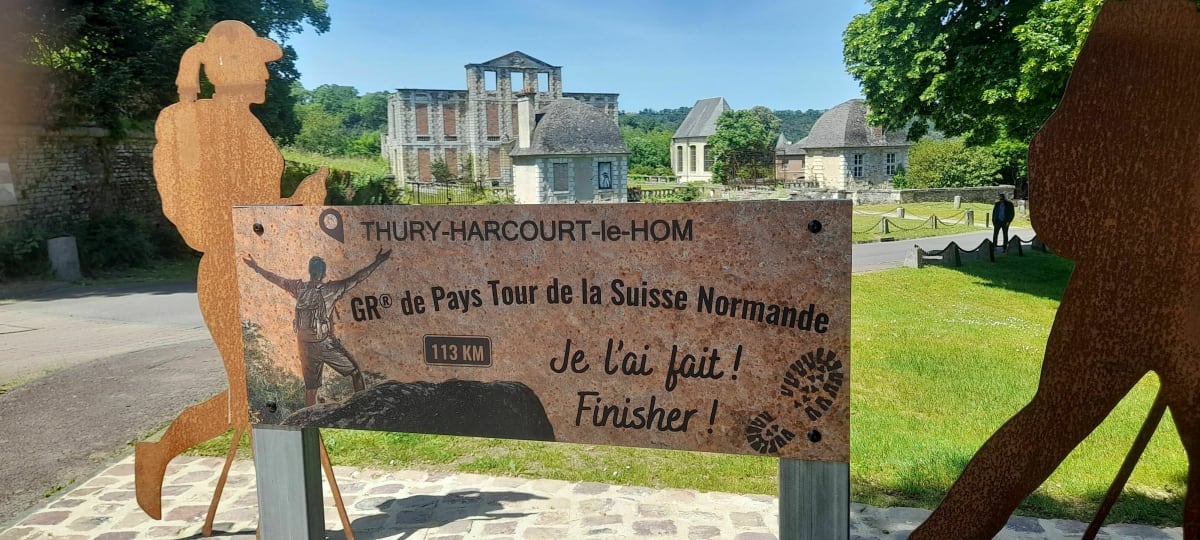 THURY-HARCOURT-le-HOM
GR® de Pays Tour de la Suisse Normande
113 KM
Je l'ai fait !
Finisher !